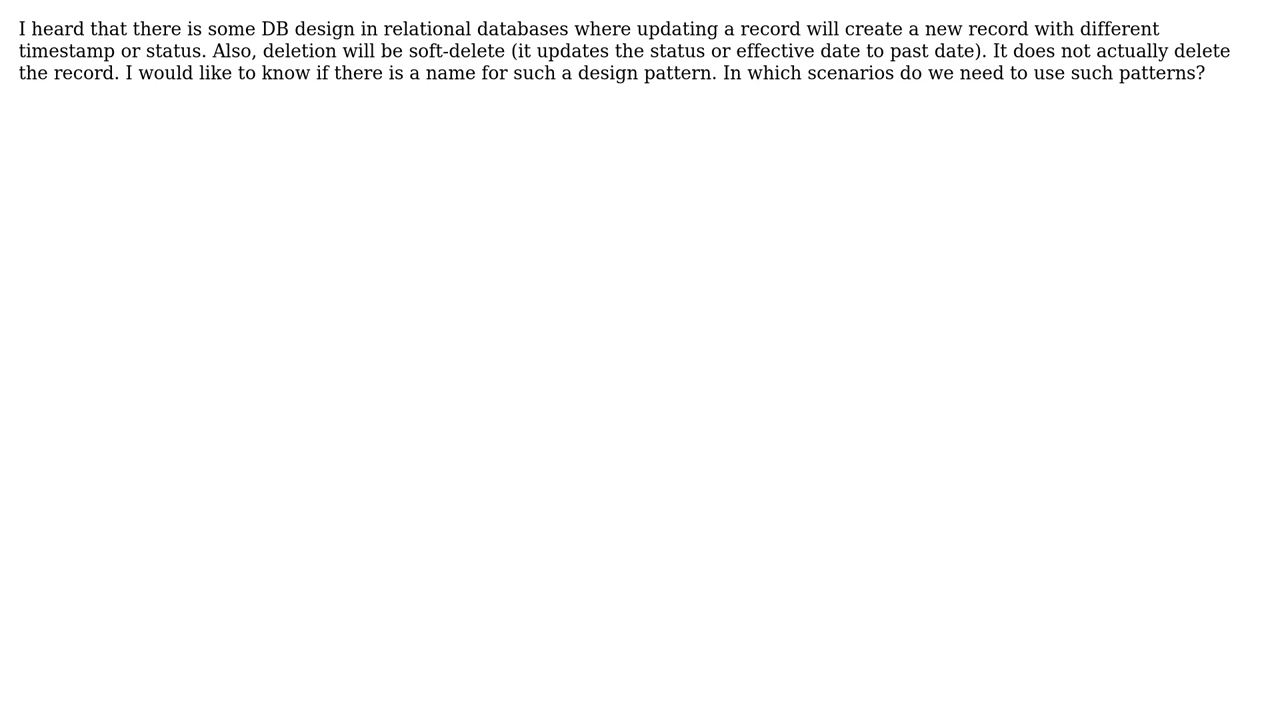 I heard that there is some DB design in relational databases where updating a record will create a new record with different
timestamp or status. Also, deletion will be soft-delete (it updates the status or effective date to past date). It does not actually delete
the record. I would like to know if there is a name for such a design pattern. In which scenarios do we need to use such patterns?